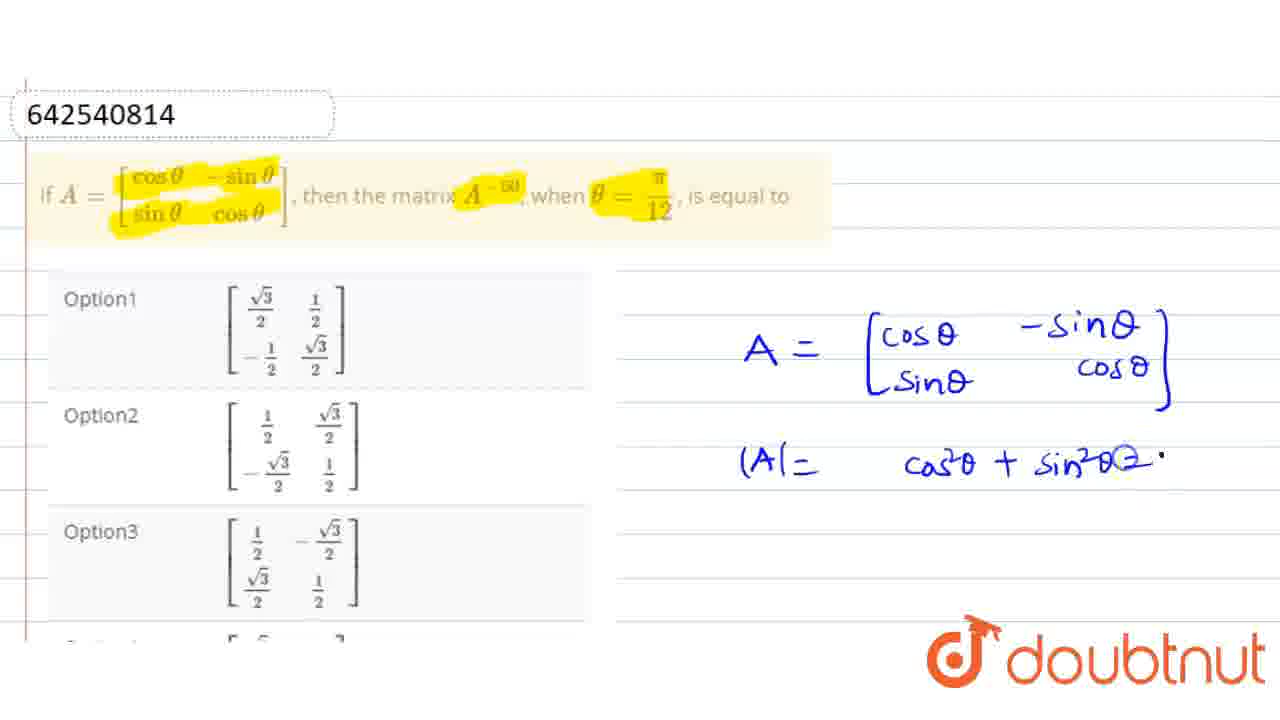 642540814
If A = [cos θ −sin θ; sin θ cos θ], then the matrix A⁻⁵⁰, when θ = π/12, is equal to
Option1 [√3/2 1/2; −1/2 √3/2]
Option2 [1/2 √3/2; −√3/2 1/2]
Option3 [1/2 −√3/2; √3/2 1/2]
A = [cosθ −sinθ; sinθ cosθ]
|A| = cos²θ + sin²θ =
doubtnut